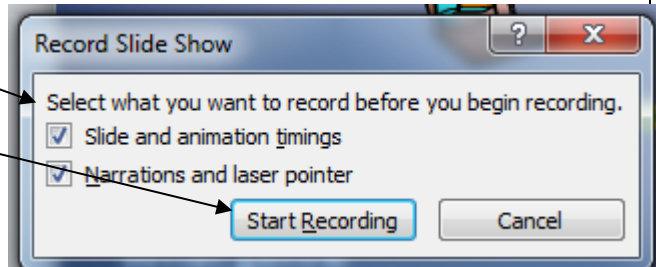 Record Slide Show
?
X
Select what you want to record before you begin recording.
Slide and animation timings
Narrations and laser pointer
Start Recording
Cancel